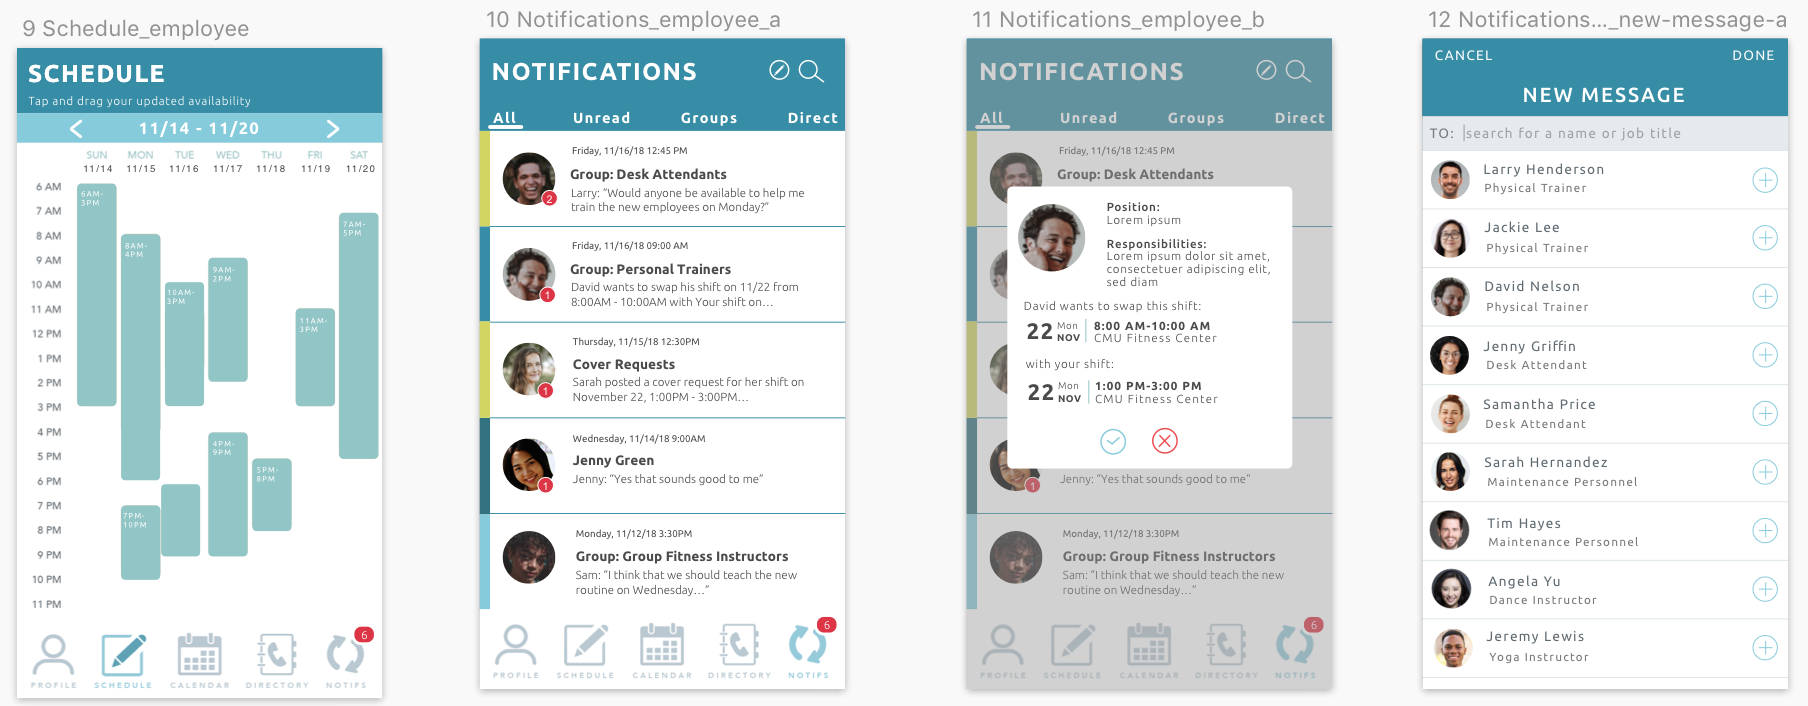 9 Schedule_employee
SCHEDULE
Tap and drag your updated availability
11/14 - 11/20
SUN MON TUE WED THU FRI SAT
11/14 11/15 11/16 11/17 11/18 11/19 11/20
6 AM
7 AM
8 AM
9 AM
10 AM
11 AM
12 PM
1 PM
2 PM
3 PM
4 PM
5 PM
6 PM
7 PM
8 PM
9 PM
10 PM
11 PM
6AM-
3PM
8AM-
4PM
7PM-
10PM
10AM-
3PM
9AM-
2PM
4PM-
9PM
5PM-
8PM
11AM-
3PM
7AM-
5PM
6
PROFILE SCHEDULE CALENDAR DIRECTORY NOTIFS
10 Notifications_employee_a
NOTIFICATIONS
All Unread Groups Direct
Friday, 11/16/18 12:45 PM
Group: Desk Attendants
Larry: “Would anyone be available to help me
train the new employees on Monday?”
2
Friday, 11/16/18 09:00 AM
Group: Personal Trainers
David wants to swap his shift on 11/22 from
8:00AM - 10:00AM with Your shift on...
1
Thursday, 11/15/18 12:30PM
Cover Requests
Sarah posted a cover request for her shift on
November 22, 1:00PM - 3:00PM...
1
Wednesday, 11/14/18 9:00AM
Jenny Green
Jenny: “Yes that sounds good to me”
1
Monday, 11/12/18 3:30PM
Group: Group Fitness Instructors
Sam: “I think that we should teach the new
routine on Wednesday...”
6
PROFILE SCHEDULE CALENDAR DIRECTORY NOTIFS
11 Notifications_employee_b
NOTIFICATIONS
All Unread Groups Direct
Friday, 11/16/18 12:45 PM
Group: Desk Attendants
Position:
Lorem ipsum
Responsibilities:
Lorem ipsum dolor sit amet,
consectetuer adipiscing elit,
sed diam
David wants to swap this shift:
22 Mon NOV 8:00 AM-10:00 AM
CMU Fitness Center
with your shift:
22 Mon NOV 1:00 PM-3:00 PM
CMU Fitness Center
Jenny: “Yes that sounds good to me”
1
Monday, 11/12/18 3:30PM
Group: Group Fitness Instructors
Sam: “I think that we should teach the new
routine on Wednesday...”
6
PROFILE SCHEDULE CALENDAR DIRECTORY NOTIFS
12 Notifications..._new-message-a
CANCEL DONE
NEW MESSAGE
TO: search for a name or job title
Larry Henderson
Physical Trainer
Jackie Lee
Physical Trainer
David Nelson
Physical Trainer
Jenny Griffin
Desk Attendant
Samantha Price
Desk Attendant
Sarah Hernandez
Maintenance Personnel
Tim Hayes
Maintenance Personnel
Angela Yu
Dance Instructor
Jeremy Lewis
Yoga Instructor